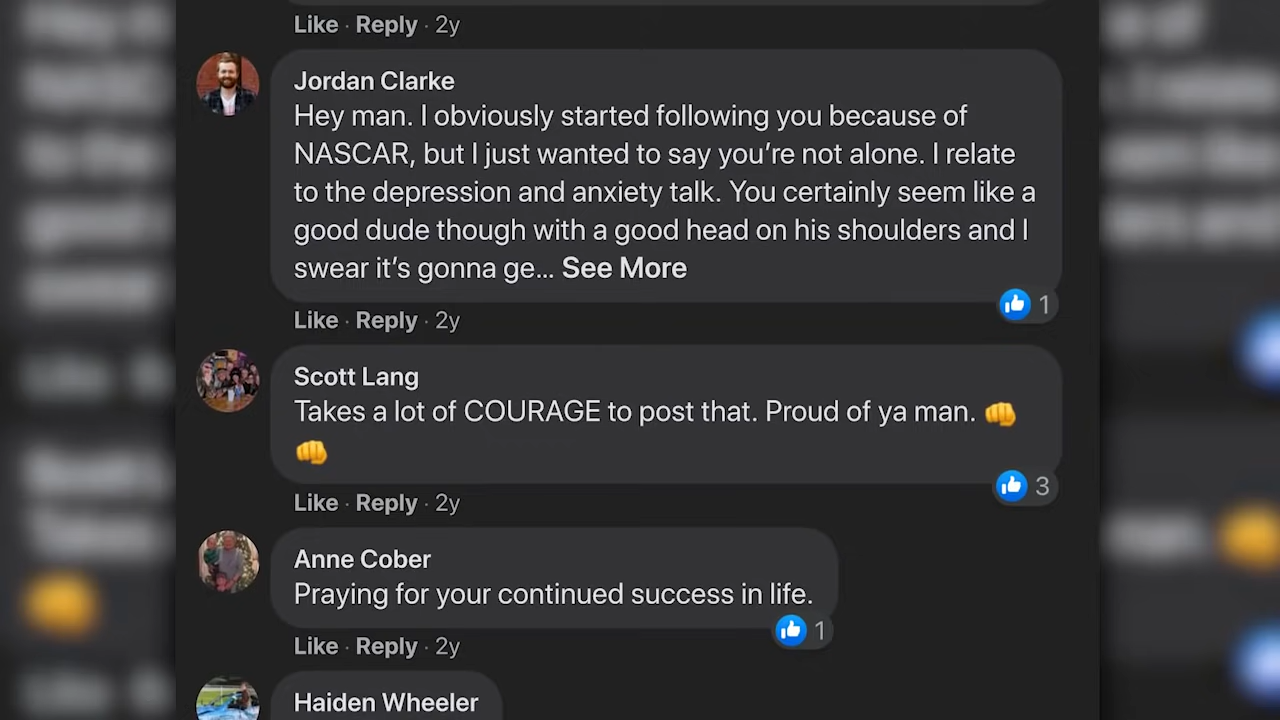 Like · Reply · 2y
Jordan Clarke
Hey man. I obviously started following you because of
NASCAR, but I just wanted to say you're not alone. I relate
to the depression and anxiety talk. You certainly seem like a
good dude though with a good head on his shoulders and I
swear it's gonna ge... See More
1
Like · Reply · 2y
Scott Lang
Takes a lot of COURAGE to post that. Proud of ya man. 👊
👊
3
Like · Reply · 2y
Anne Cober
Praying for your continued success in life.
1
Like · Reply · 2y
Haiden Wheeler